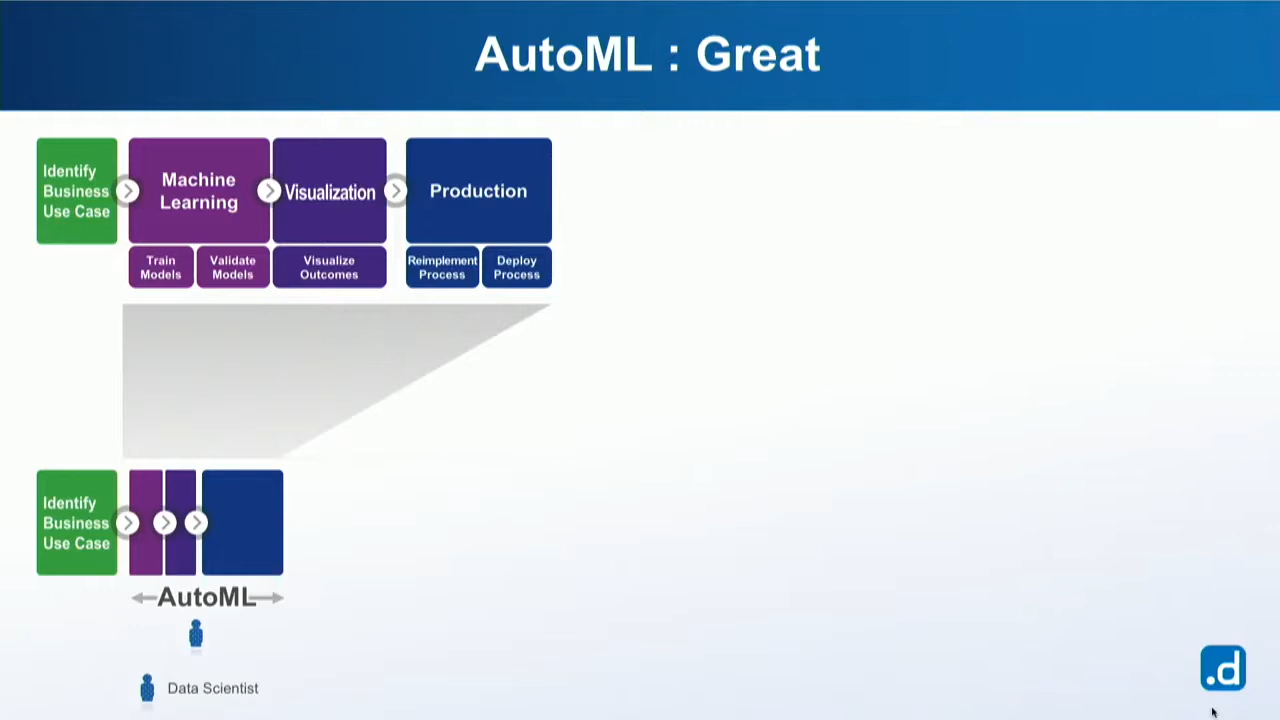 AutoML : Great
Identify
Business
Use Case
Machine
Learning
Visualization
Production
Train
Models
Validate
Models
Visualize
Outcomes
Reimplement
Process
Deploy
Process
Identify
Business
Use Case
AutoML
Data Scientist
.d